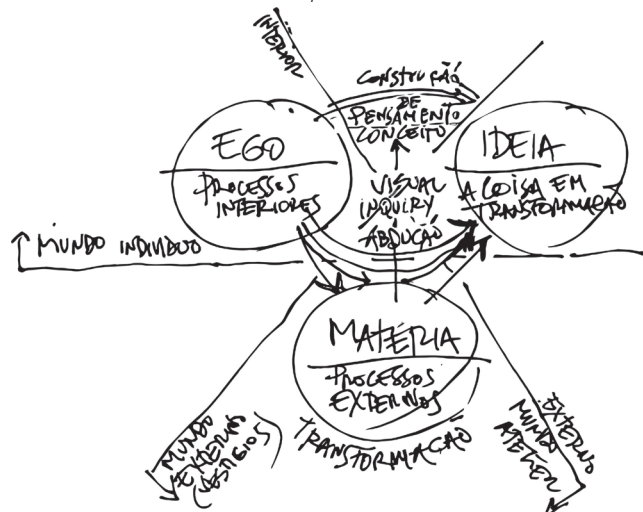 INTERIOR
CONSTRUÇÃO
DE
PENSAMENTO
CONCEITO
EGO
PROCESSOS
INTERIORES
IDEIA
A COISA EM
TRANSFORMAÇÃO
VISUAL
INQUIRY
ABDUÇÃO
MUNDO INDIVIDUO
MATÉRIA
PROCESSOS
EXTERNOS
TRANSFORMAÇÃO
MUNDO
EXTERNO
EXTERNO
MUNDO